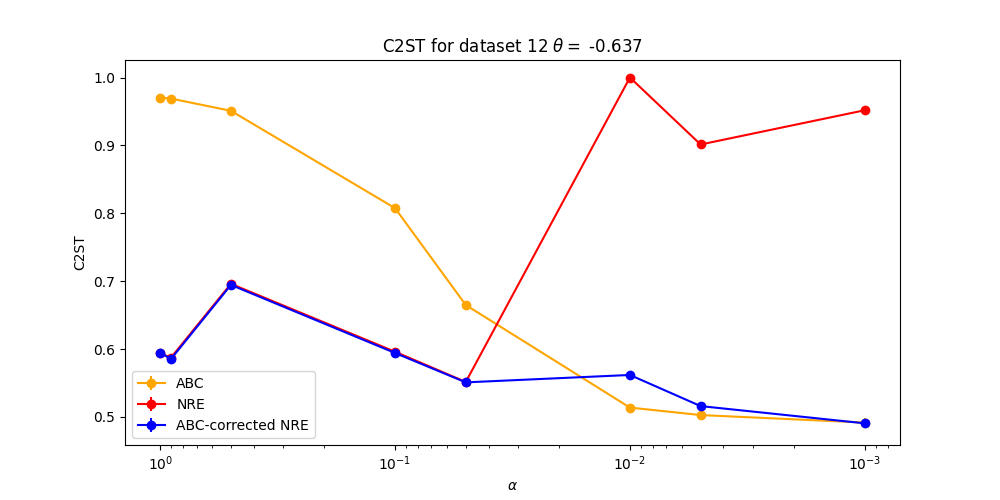 C2ST for dataset 12 θ = -0.637
C2ST
1.0
0.9
0.8
0.7
0.6
0.5
ABC
NRE
ABC-corrected NRE
10⁰
10⁻¹
10⁻²
10⁻³
α